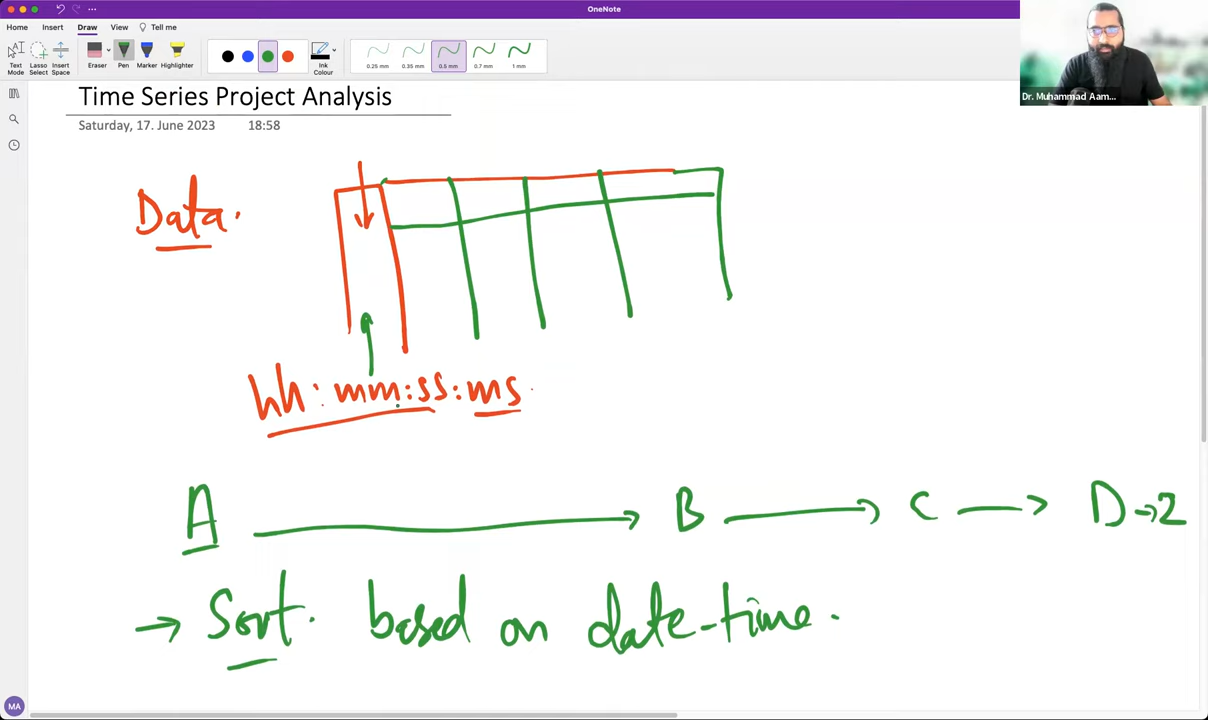 OneNote
Home Insert Draw View Tell me
Text Mode
Lasso Select
Insert Space
Eraser
Pen
Marker
Highlighter
Ink Colour
0.25 mm
0.35 mm
0.5 mm
0.7 mm
1 mm
Dr. Muhammad Aam...
Time Series Project Analysis
Saturday, 17. June 2023 18:58
Data.
hh:mm:ss:ms
A → B → C → D → Z
→ Sort. based on date-time.
MA